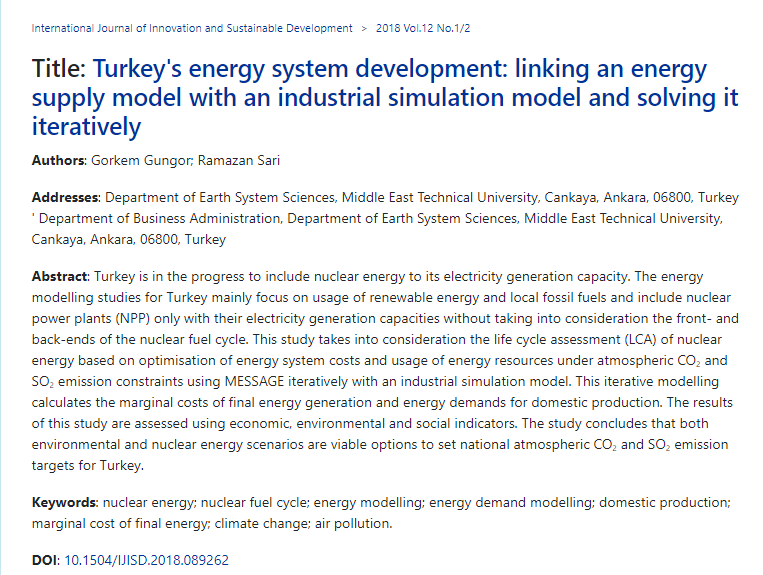 International Journal of Innovation and Sustainable Development > 2018 Vol.12 No.1/2
Title: Turkey's energy system development: linking an energy
supply model with an industrial simulation model and solving it
iteratively
Authors: Gorkem Gungor; Ramazan Sari
Addresses: Department of Earth System Sciences, Middle East Technical University, Cankaya, Ankara, 06800, Turkey
' Department of Business Administration, Department of Earth System Sciences, Middle East Technical University,
Cankaya, Ankara, 06800, Turkey
Abstract: Turkey is in the progress to include nuclear energy to its electricity generation capacity. The energy
modelling studies for Turkey mainly focus on usage of renewable energy and local fossil fuels and include nuclear
power plants (NPP) only with their electricity generation capacities without taking into consideration the front- and
back-ends of the nuclear fuel cycle. This study takes into consideration the life cycle assessment (LCA) of nuclear
energy based on optimisation of energy system costs and usage of energy resources under atmospheric CO₂ and
SO₂ emission constraints using MESSAGE iteratively with an industrial simulation model. This iterative modelling
calculates the marginal costs of final energy generation and energy demands for domestic production. The results
of this study are assessed using economic, environmental and social indicators. The study concludes that both
environmental and nuclear energy scenarios are viable options to set national atmospheric CO₂ and SO₂ emission
targets for Turkey.
Keywords: nuclear energy; nuclear fuel cycle; energy modelling; energy demand modelling; domestic production;
marginal cost of final energy; climate change; air pollution.
DOI: 10.1504/IJISD.2018.089262